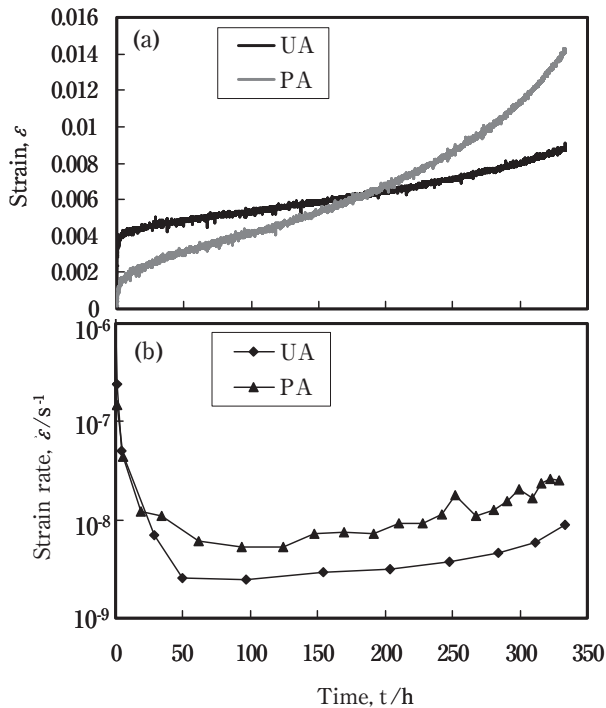 0.016
0.014
0.012
0.01
0.008
0.006
0.004
0.002
0
Strain, ε
(a)
UA
PA
10⁻⁶
10⁻⁷
10⁻⁸
10⁻⁹
Strain rate, ε̇/s⁻¹
(b)
UA
PA
0 50 100 150 200 250 300 350
Time, t/h